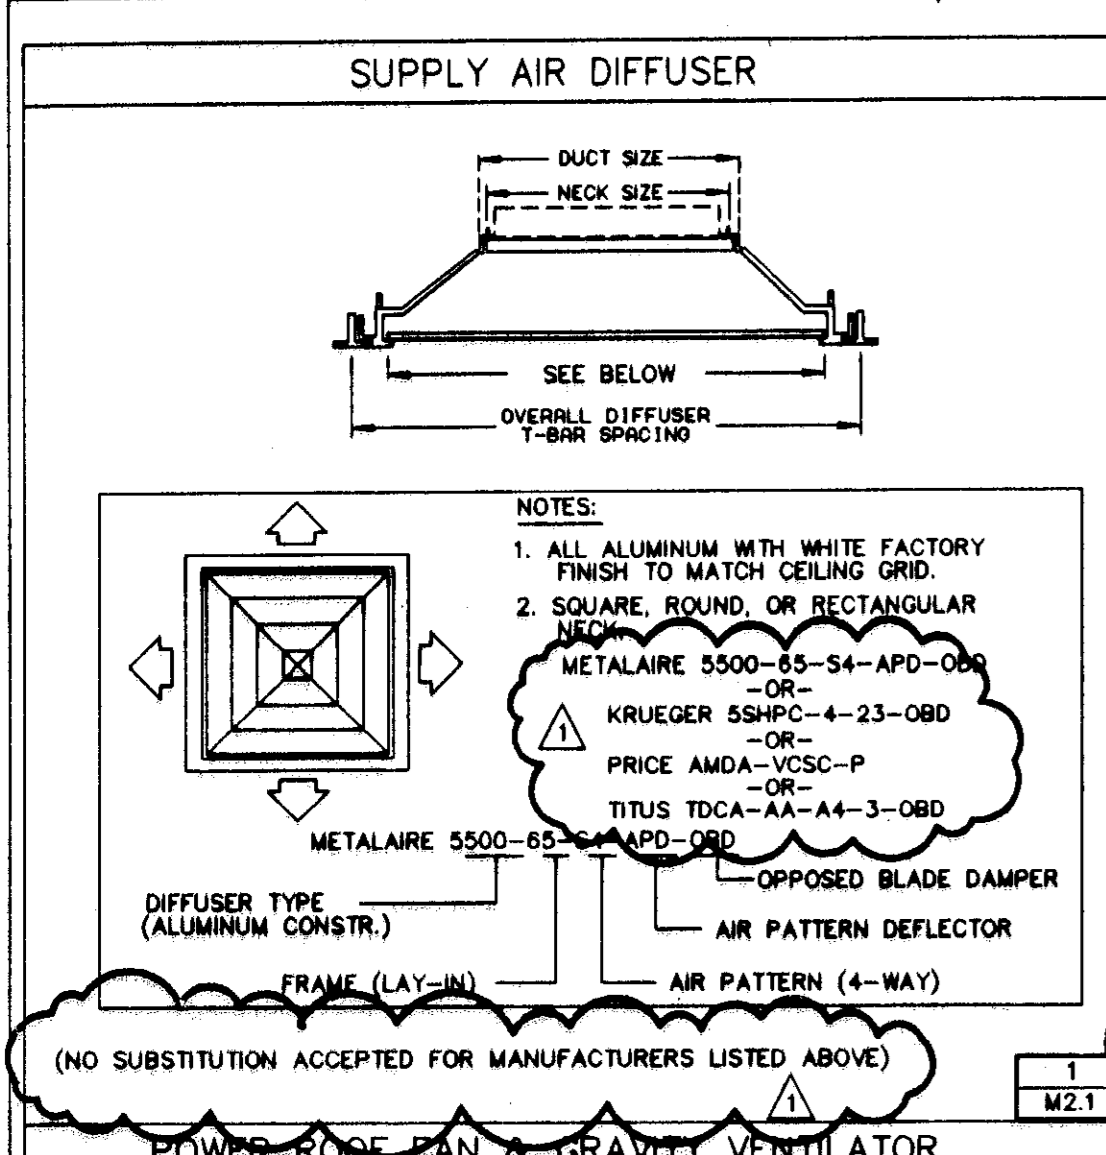 SUPPLY AIR DIFFUSER
DUCT SIZE
NECK SIZE
SEE BELOW
OVERALL DIFFUSER
T-BAR SPACING
NOTES:
1. ALL ALUMINUM WITH WHITE FACTORY
FINISH TO MATCH CEILING GRID.
2. SQUARE, ROUND, OR RECTANGULAR
NECK.
METALAIRE 5500-65-S4-APD-OBD
-OR-
KRUEGER 5SHPC-4-23-OBD
-OR-
PRICE AMDA-VCSC-P
-OR-
TITUS TDCA-AA-A4-3-OBD
1
METALAIRE 5500-65-S4-APD-OBD
OPPOSED BLADE DAMPER
DIFFUSER TYPE
(ALUMINUM CONSTR.)
AIR PATTERN DEFLECTOR
FRAME (LAY-IN)
AIR PATTERN (4-WAY)
(NO SUBSTITUTION ACCEPTED FOR MANUFACTURERS LISTED ABOVE)
1
1
M2.1
POWER ROOF FAN & GRAVITY VENTILATOR